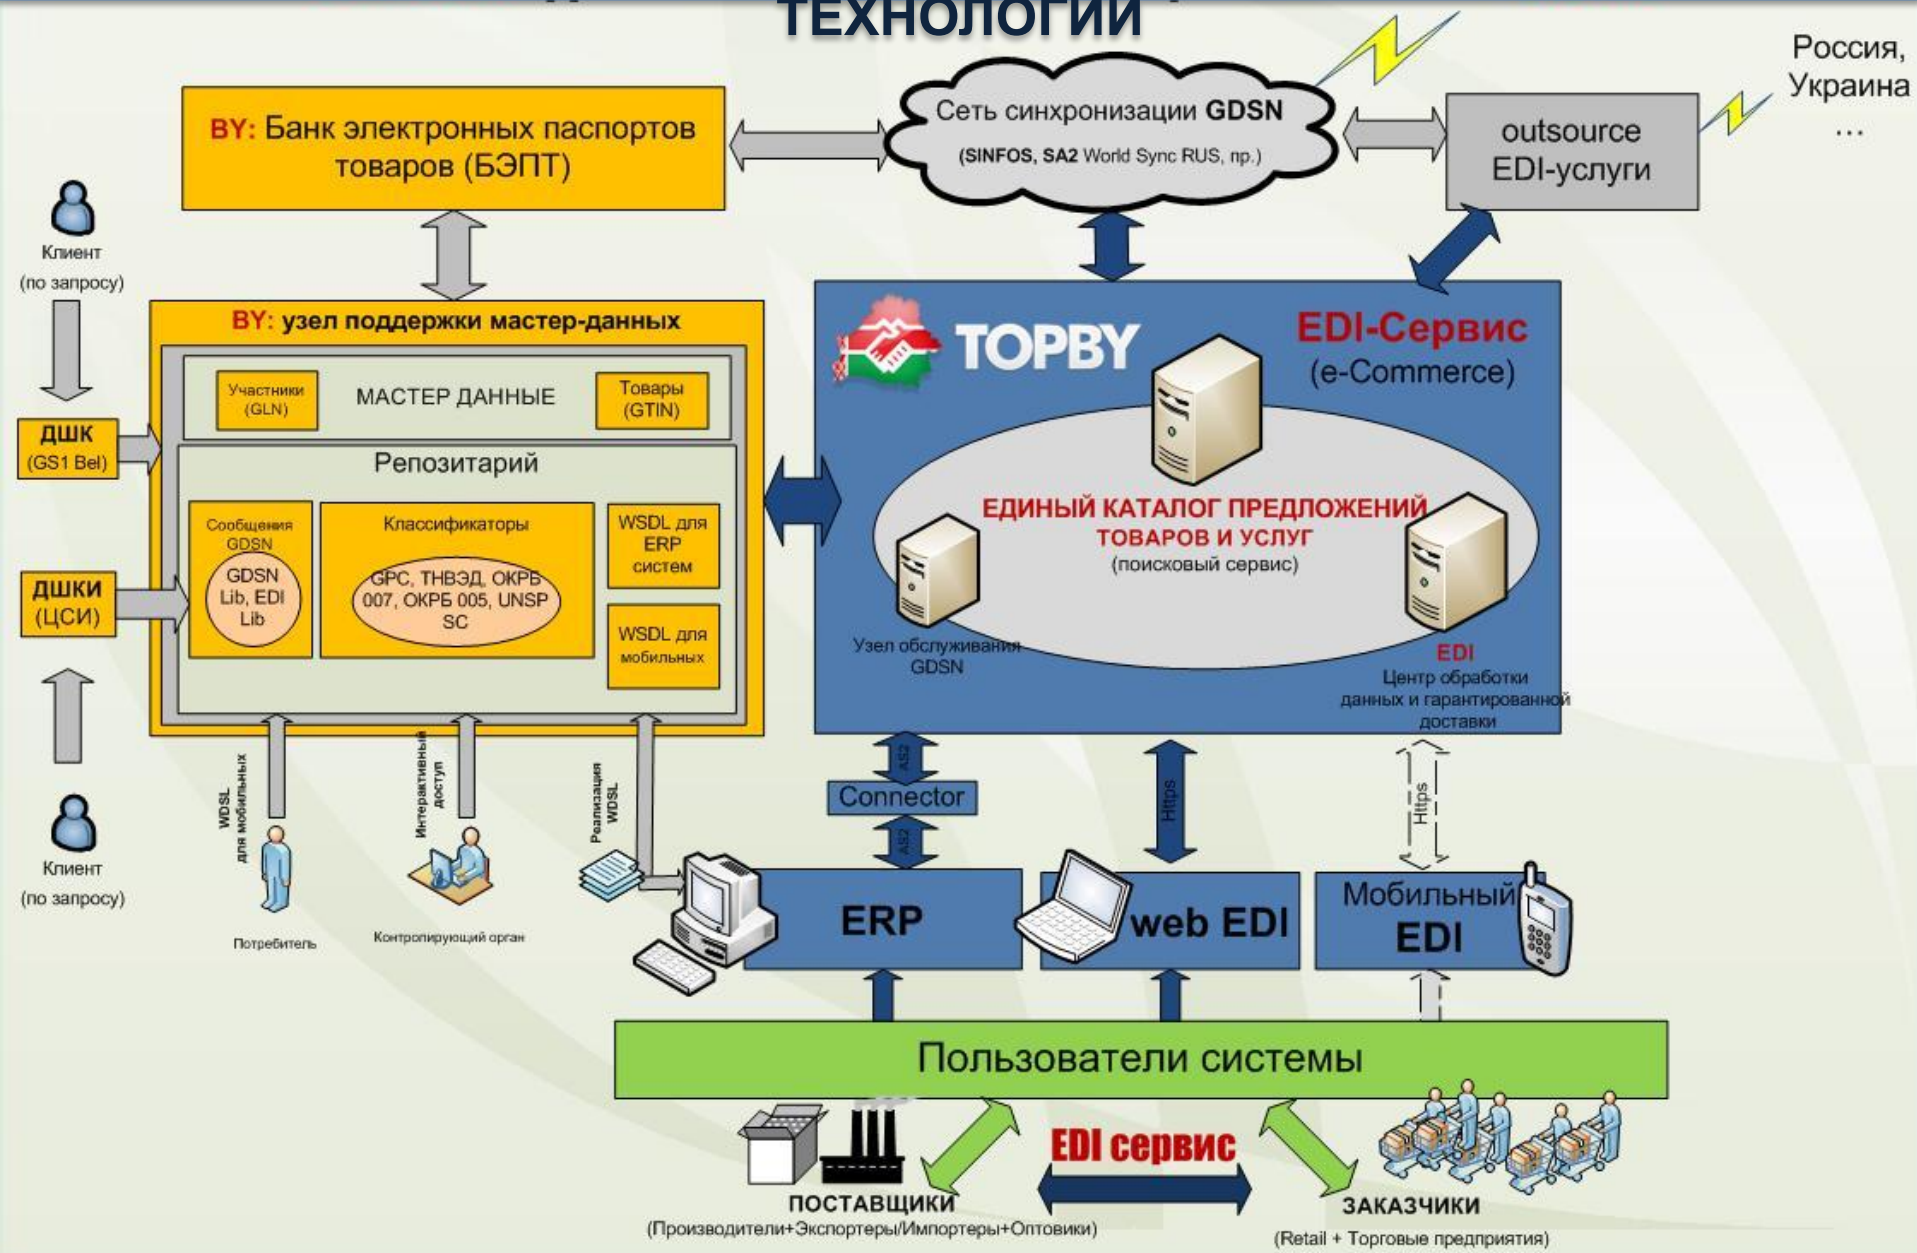 ТЕХНОЛОГИИ
Россия,
Украина
...
BY: Банк электронных паспортов
товаров (БЭПТ)
Сеть синхронизации GDSN
(SINFOS, SA2 World Sync RUS, пр.)
outsource
EDI-услуги
Клиент
(по запросу)
BY: узел поддержки мастер-данных
Участники
(GLN)
МАСТЕР ДАННЫЕ
Товары
(GTIN)
ДШК
(GS1 Bel)
Репозитарий
Сообщения
GDSN
GDSN
Lib, EDI
Lib
Классификаторы
GPC, ТНВЭД, ОКРБ
007, ОКРБ 005, UNSP
SC
WSDL для
ERP
систем
WSDL для
мобильных
ДШКИ
(ЦСИ)
Клиент
(по запросу)
TOPBY
EDI-Сервис
(e-Commerce)
ЕДИНЫЙ КАТАЛОГ ПРЕДЛОЖЕНИЙ
ТОВАРОВ И УСЛУГ
(поисковый сервис)
Узел обслуживания
GDSN
EDI
Центр обработки
данных и гарантированной
доставки
WDSL
для мобильных
Интерактивный
доступ
Реализация
WDSL
Потребитель
Контролирующий орган
AS2
Connector
AS2
Https
Https
ERP
web EDI
Мобильный
EDI
Пользователи системы
EDI сервис
ПОСТАВЩИКИ
(Производители+Экспортеры/Импортеры+Оптовики)
ЗАКАЗЧИКИ
(Retail + Торговые предприятия)